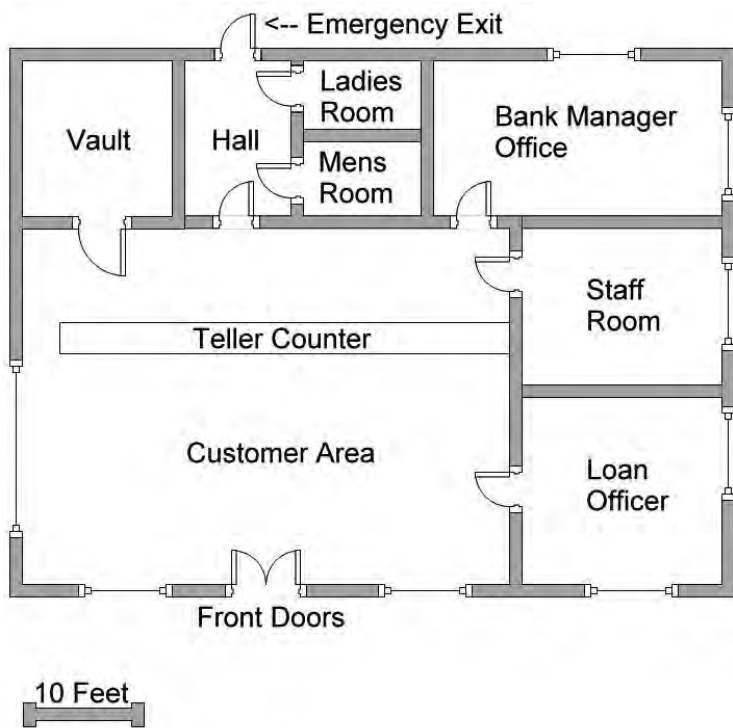 <-- Emergency Exit
Vault
Hall
Ladies
Room
Mens
Room
Bank Manager
Office
Staff
Room
Teller Counter
Customer Area
Loan
Officer
Front Doors
10 Feet